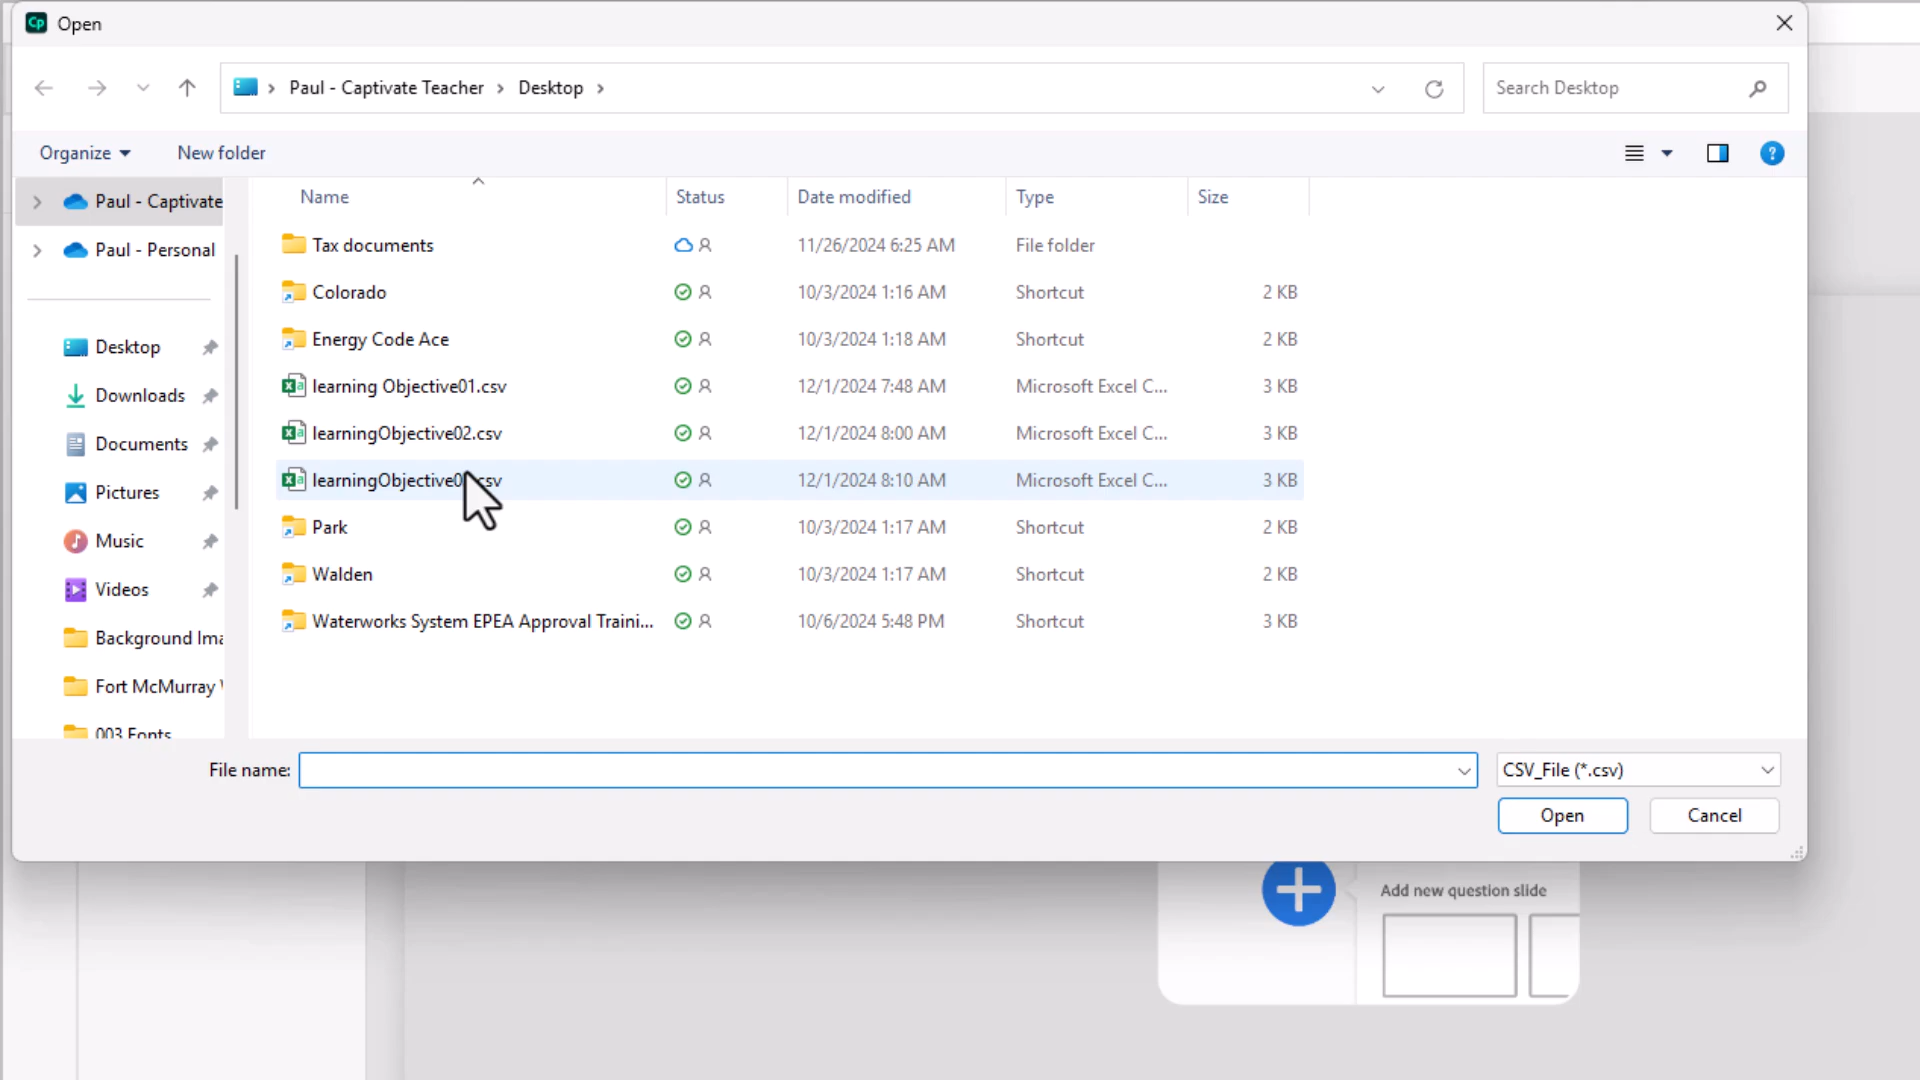 Cp Open
Paul - Captivate Teacher > Desktop >
Search Desktop
Organize
New folder
?
Name
Status
Date modified
Type
Size
Paul - Captivate
Paul - Personal
Desktop
Downloads
Documents
Pictures
Music
Videos
Background Ima
Fort McMurray
003 Fonts
Tax documents 11/26/2024 6:25 AM File folder
Colorado 10/3/2024 1:16 AM Shortcut 2 KB
Energy Code Ace 10/3/2024 1:18 AM Shortcut 2 KB
learning Objective01.csv 12/1/2024 7:48 AM Microsoft Excel C... 3 KB
learningObjective02.csv 12/1/2024 8:00 AM Microsoft Excel C... 3 KB
12/1/2024 8:10 AM Microsoft Excel C... 3 KB
Park 10/3/2024 1:17 AM Shortcut 2 KB
Walden 10/3/2024 1:17 AM Shortcut 2 KB
Waterworks System EPEA Approval Traini... 10/6/2024 5:48 PM Shortcut 3 KB
File name:
CSV_File (*.csv)
Open
Cancel
Add new question slide